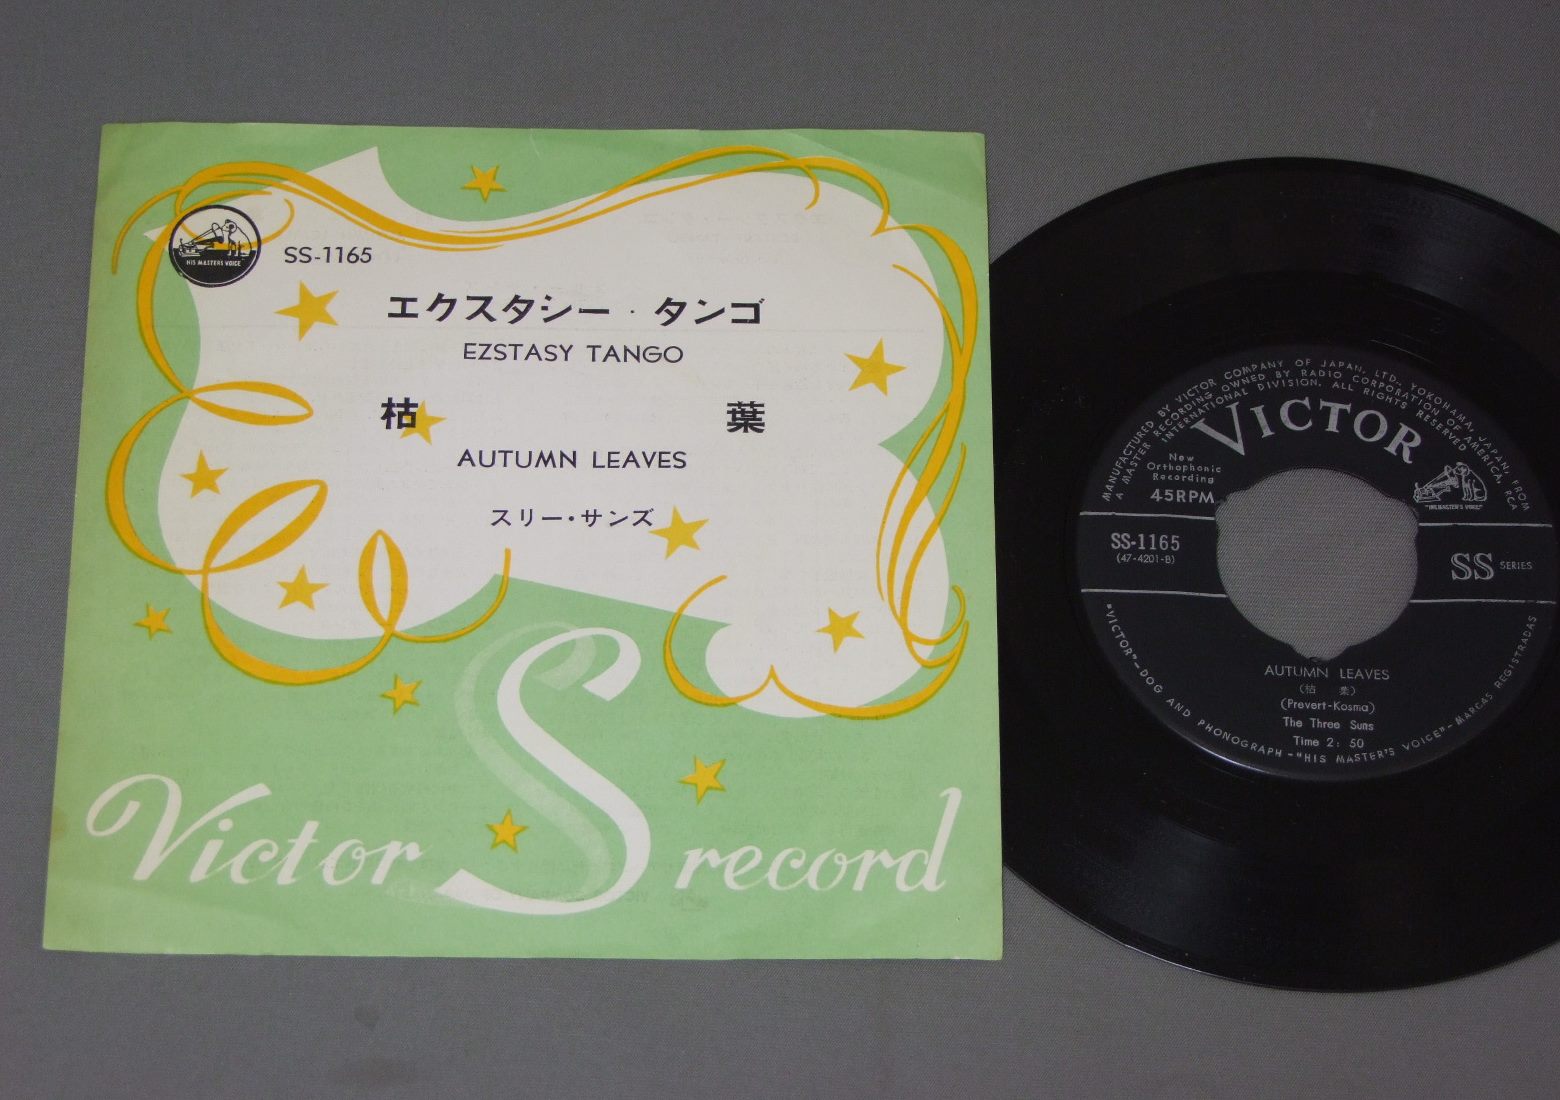 HIS MASTERS VOICE
SS-1165
エクスタシー・タンゴ
EZSTASY TANGO
枯葉
AUTUMN LEAVES
スリー・サンズ
Victor S record
MANUFACTURED BY VICTOR COMPANY OF JAPAN, LTD., YOKOHAMA, JAPAN, FROM
A MASTER RECORDING OWNED BY RADIO CORPORATION OF AMERICA, RCA
INTERNATIONAL DIVISION. ALL RIGHTS RESERVED
VICTOR
New
Orthophonic
Recording
45RPM
"HIS MASTER'S VOICE"
SS-1165
(47-4201-B)
SS SERIES
AUTUMN LEAVES
(枯葉)
(Prevert-Kosma)
The Three Suns
Time 2: 50
"VICTOR"-DOG AND PHONOGRAPH-"HIS MASTER'S VOICE"-MARCAS REGISTRADAS